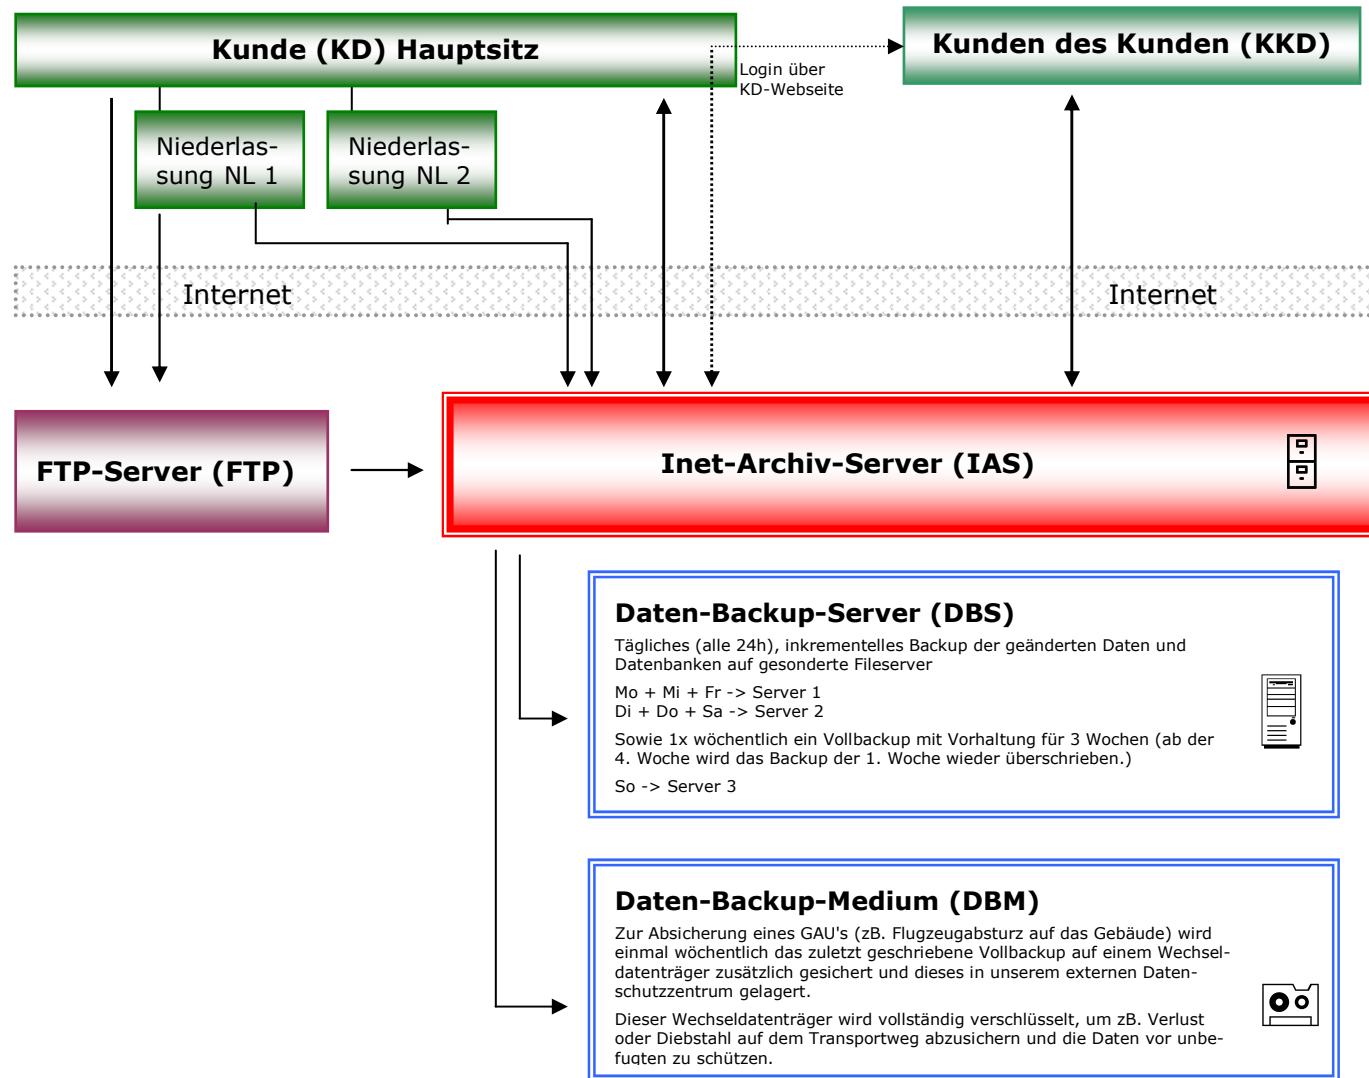 Kunde (KD) Hauptsitz
Kunden des Kunden (KKD)
Login über
KD-Webseite
Niederlas-
sung NL 1
Niederlas-
sung NL 2
Internet
Internet
FTP-Server (FTP)
Inet-Archiv-Server (IAS)
Daten-Backup-Server (DBS)
Tägliches (alle 24h), inkrementelles Backup der geänderten Daten und
Datenbanken auf gesonderte Fileserver
Mo + Mi + Fr -> Server 1
Di + Do + Sa -> Server 2
Sowie 1x wöchentlich ein Vollbackup mit Vorhaltung für 3 Wochen (ab der
4. Woche wird das Backup der 1. Woche wieder überschrieben.)
So -> Server 3
Daten-Backup-Medium (DBM)
Zur Absicherung eines GAU's (zB. Flugzeugabsturz auf das Gebäude) wird
einmal wöchentlich das zuletzt geschriebene Vollbackup auf einem Wechsel-
datenträger zusätzlich gesichert und dieses in unserem externen Daten-
schutzzentrum gelagert.
Dieser Wechseldatenträger wird vollständig verschlüsselt, um zB. Verlust
oder Diebstahl auf dem Transportweg abzusichern und die Daten vor unbe-
fugten zu schützen.